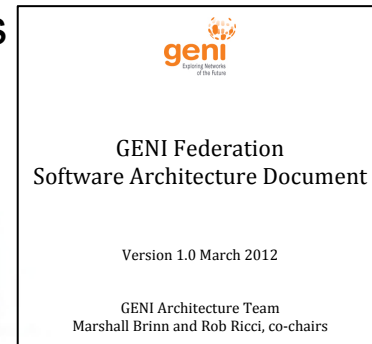 s
geni
Exploring Networks
of the Future
GENI Federation
Software Architecture Document
Version 1.0 March 2012
GENI Architecture Team
Marshall Brinn and Rob Ricci, co-chairs